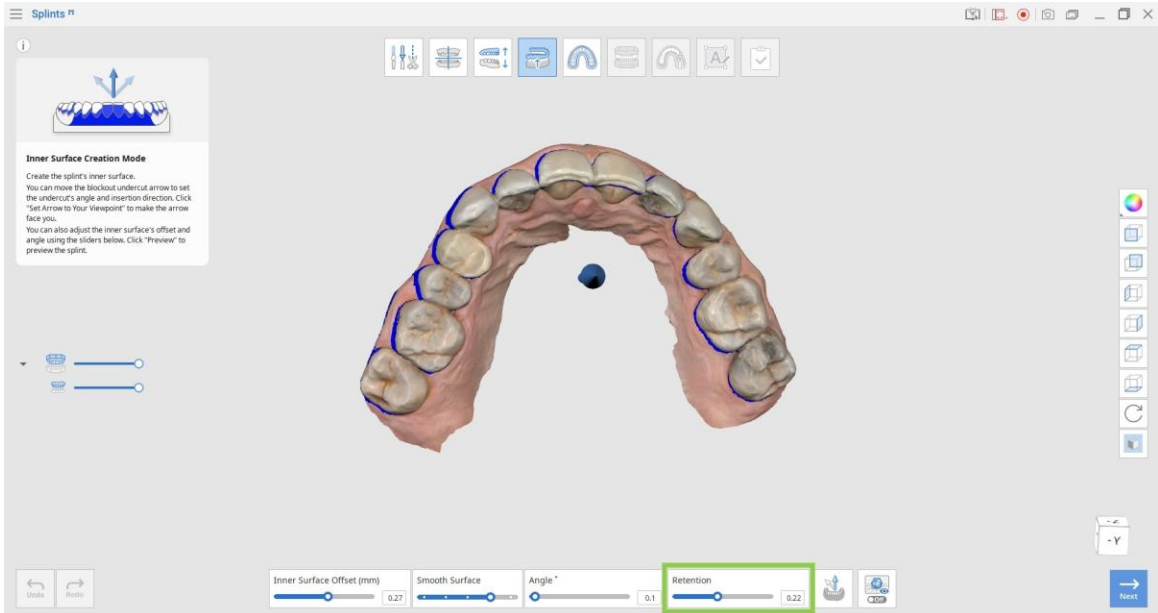 Splints
Inner Surface Creation Mode
Create the splint's inner surface.
You can move the blockout undercut arrow to set
the undercut's angle and insertion direction. Click
"Set Arrow to Your Viewpoint" to make the arrow
face you.
You can also adjust the inner surface's offset and
angle using the sliders below. Click "Preview" to
preview the splint.
Undo
Redo
Inner Surface Offset (mm)
0.27
Smooth Surface
Angle °
0.1
Retention
0.22
Off
Next
- Z
- Y